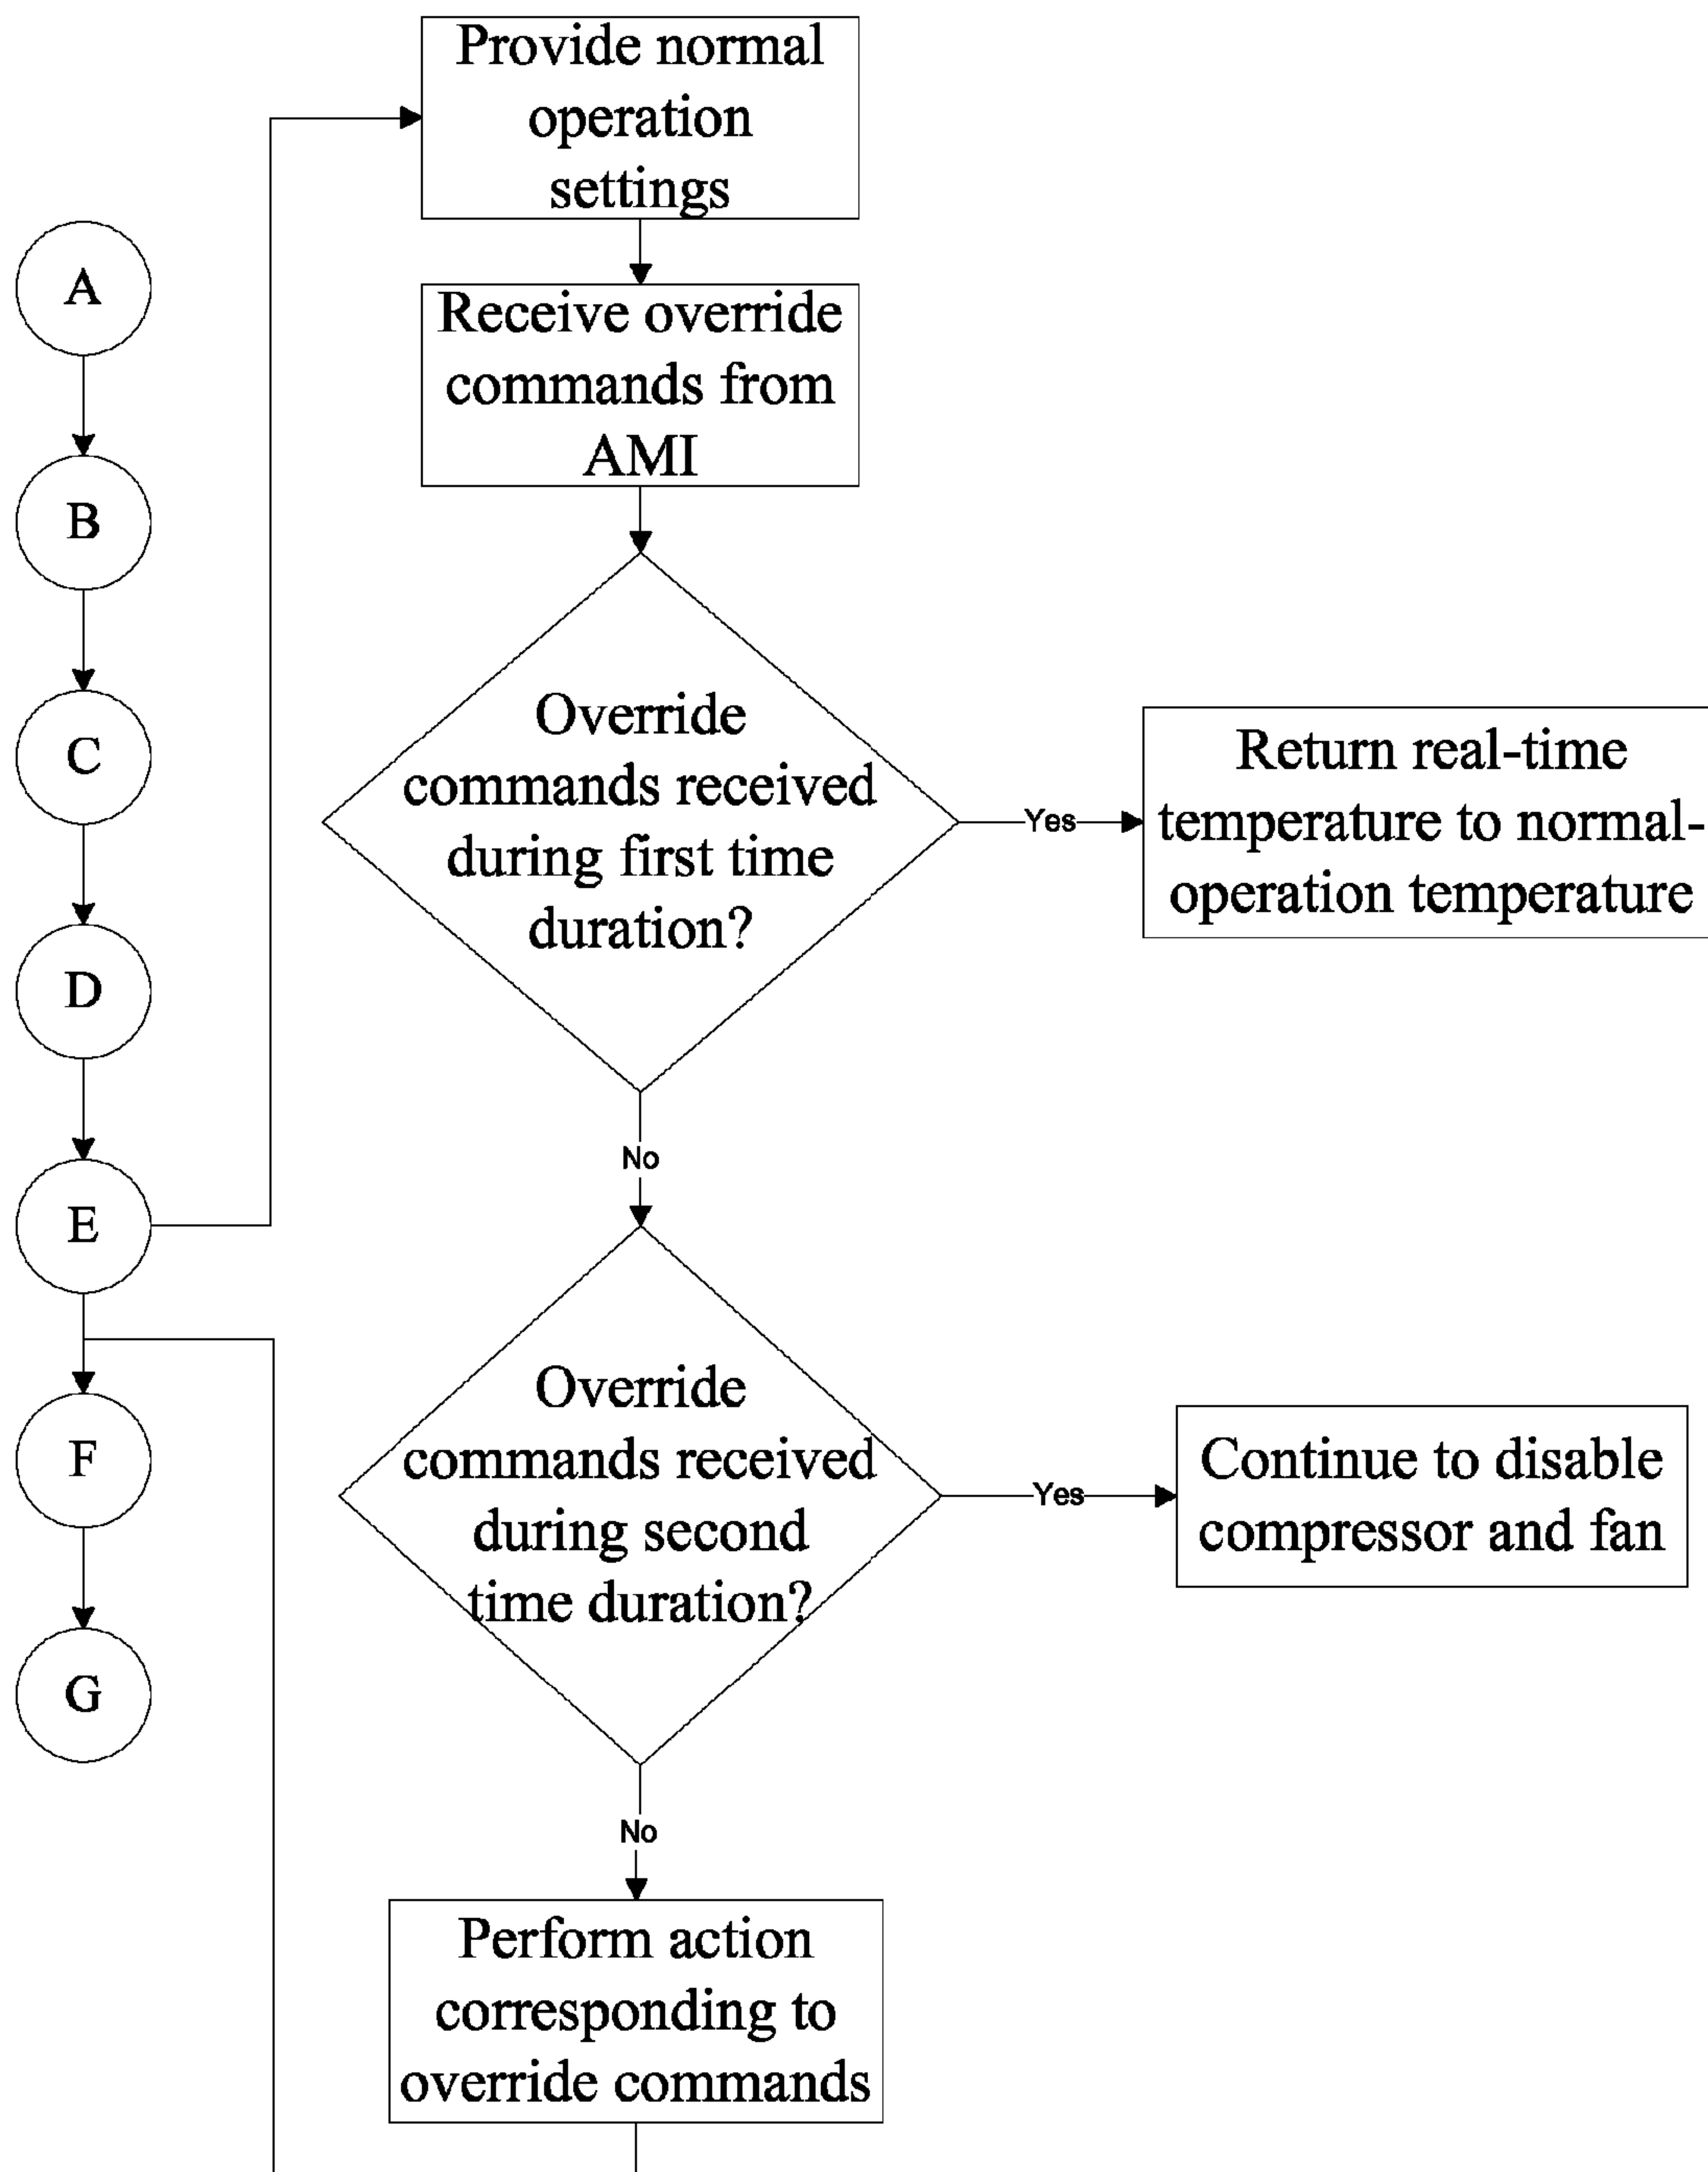 A
B
C
D
E
F
G
Provide normal
operation
settings
Receive override
commands from
AMI
Override
commands received
during first time
duration?
Yes
Return real-time
temperature to normal-
operation temperature
No
Override
commands received
during second
time duration?
Yes
Continue to disable
compressor and fan
No
Perform action
corresponding to
override commands